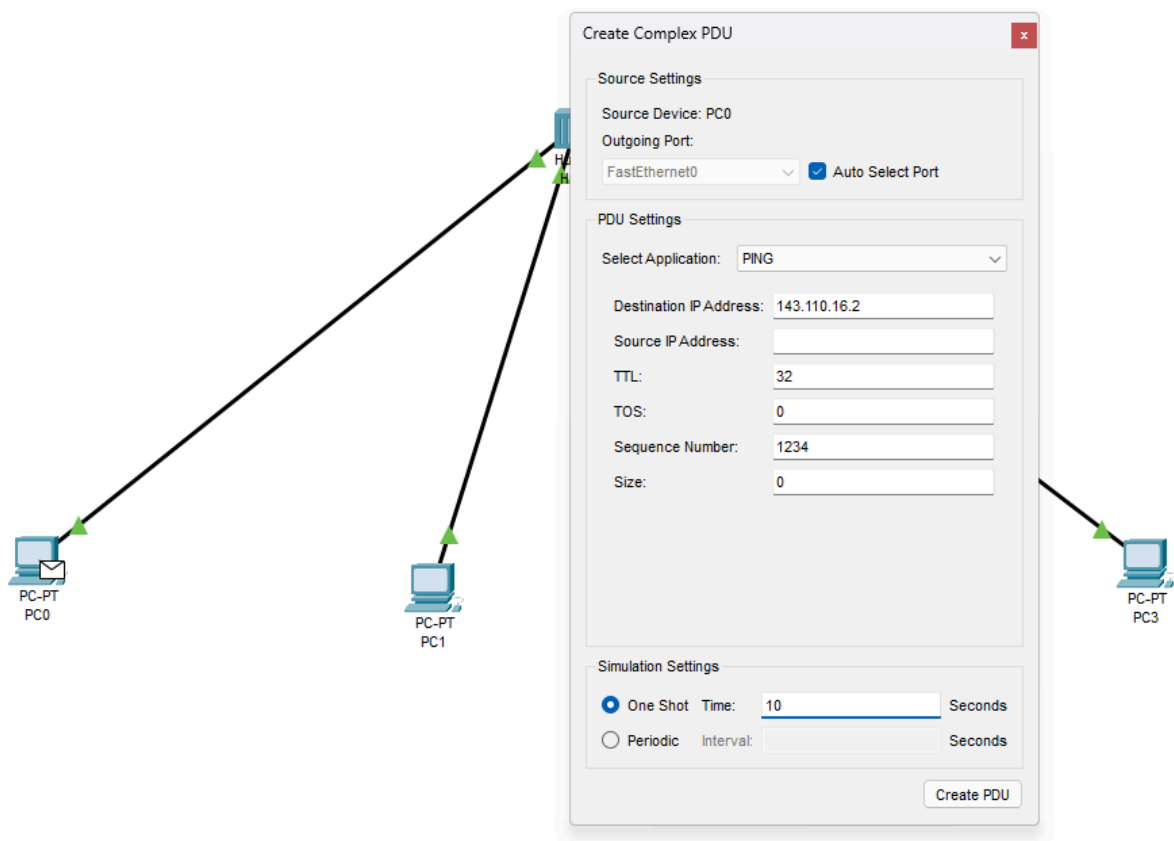 Create Complex PDU
x
Source Settings
Source Device: PC0
Outgoing Port:
FastEthernet0
Auto Select Port
PDU Settings
Select Application: PING
Destination IP Address: 143.110.16.2
Source IP Address:
TTL: 32
TOS: 0
Sequence Number: 1234
Size: 0
Simulation Settings
One Shot Time: 10 Seconds
Periodic Interval: Seconds
Create PDU
PC-PT
PC0
PC-PT
PC1
PC-PT
PC3